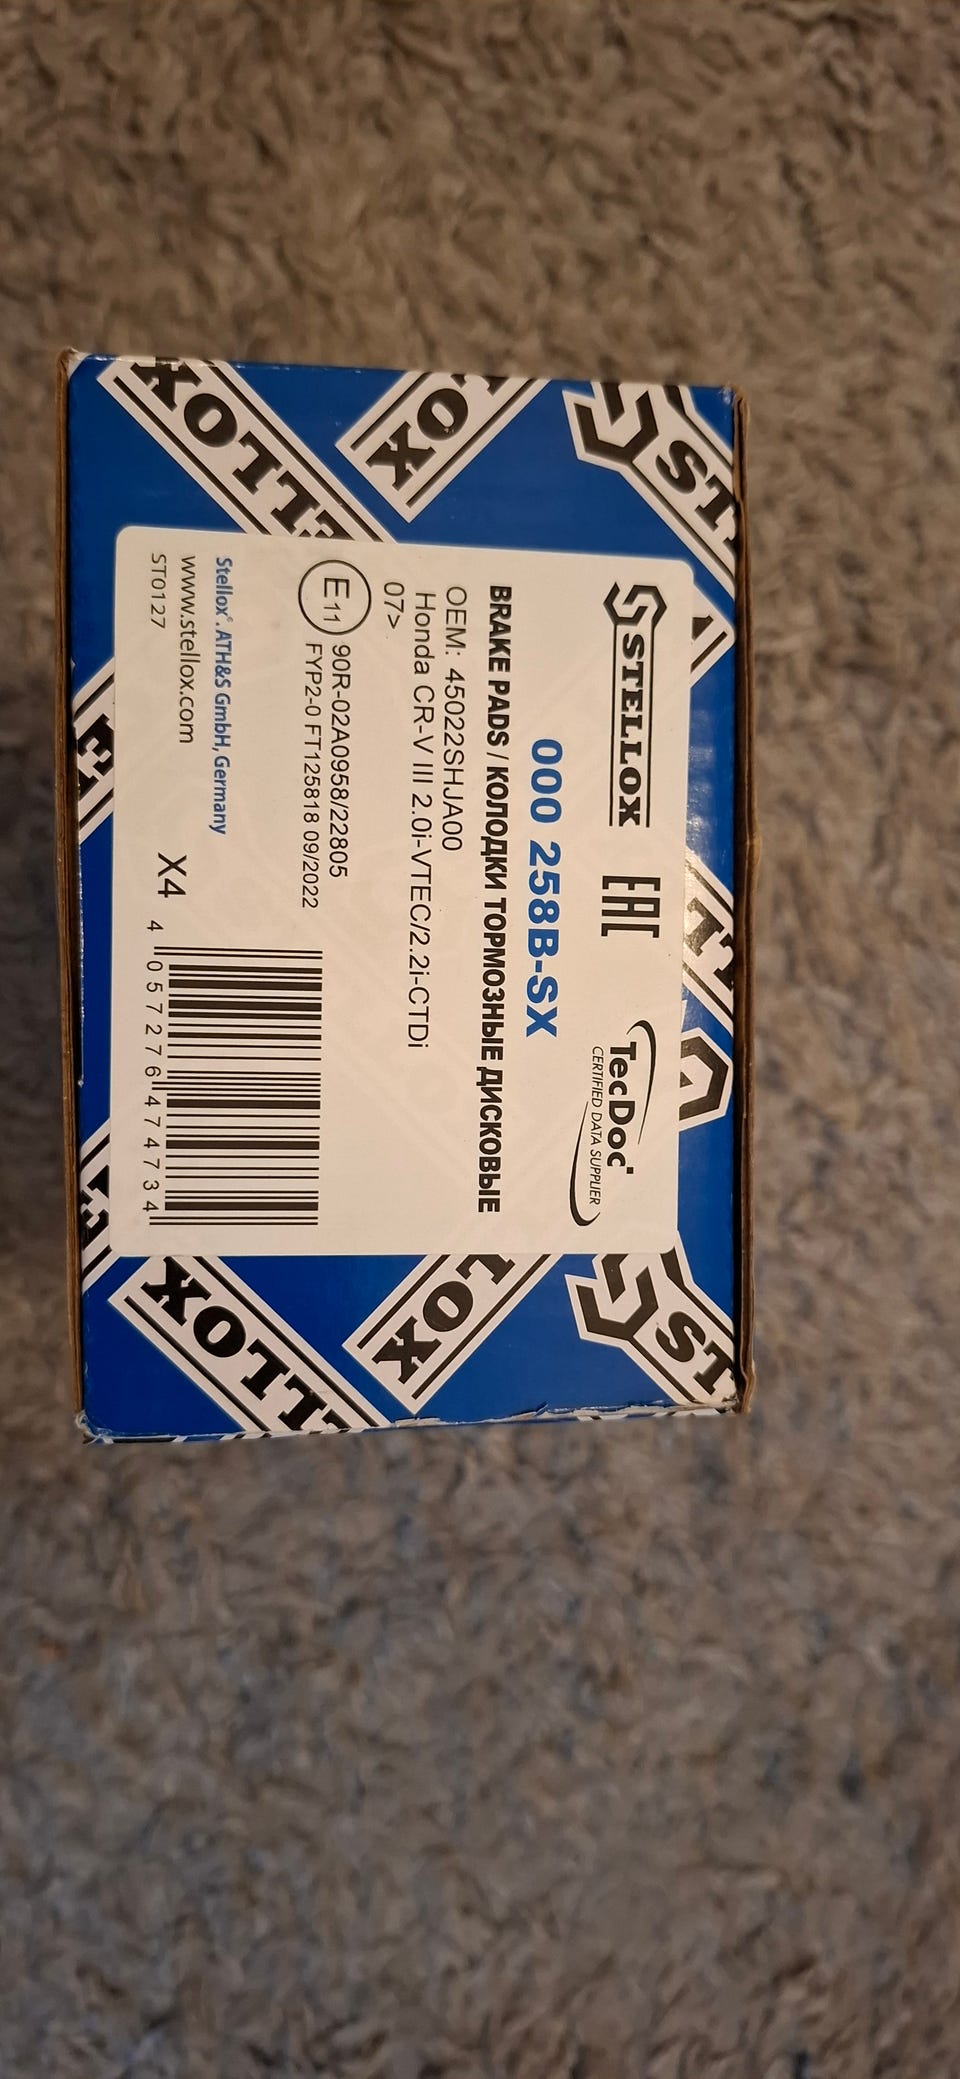 STELLOX
EAC
TecDoc
CERTIFIED DATA SUPPLIER
000 258B-SX
BRAKE PADS / КОЛОДКИ ТОРМОЗНЫЕ ДИСКОВЫЕ
OEM: 45022SHJA00
Honda CR-V III 2.0i-VTEC/2.2i-CTDi
07>
E11
90R-02A0958/22805
FYP2-0 FT125818 09/2022
Stellox®. ATH&S GmbH, Germany
www.stellox.com
ST0127
X4
4 057276 474734